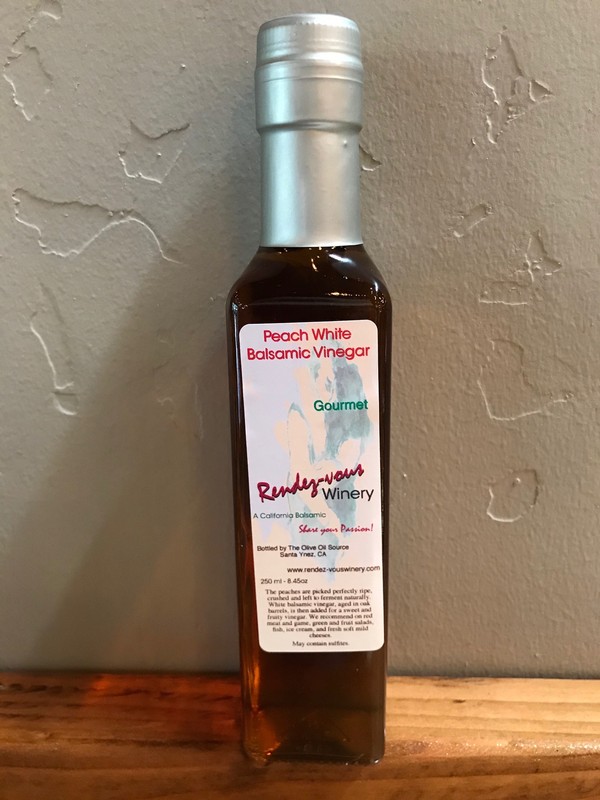 Peach White
Balsamic Vinegar
Gourmet
Rendez-vous
Winery
A California Balsamic
Share your Passion!
Bottled by The Olive Oil Source
Santa Ynez, CA
www.rendez-vouswinery.com
250 ml - 8.45oz
The peaches are picked perfectly ripe,
crushed and left to ferment naturally.
White balsamic vinegar, aged in oak
barrels, is then added for a sweet and
fruity vinegar. We recommend on red
meat and game, green and fruit salads,
fish, ice cream, and fresh soft mild
cheeses.
May contain sulfites.